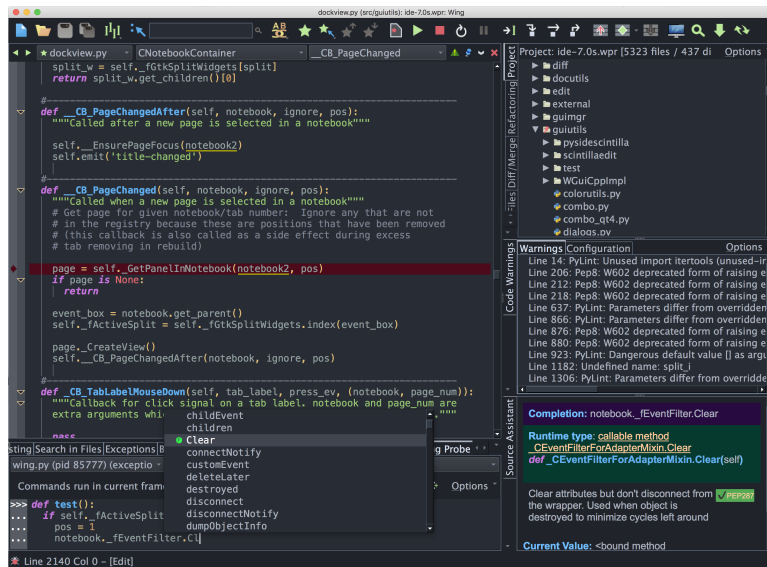 dockview.py (src/guiutils): ide-7.0s.wpr: Wing
dockview.py
CNotebookContainer
__CB_PageChanged
split_w = self._fGtkSplitWidgets[split]
return split_w.get_children()[0]
#
def __CB_PageChangedAfter(self, notebook, ignore, pos):
"""Called after a new page is selected in a notebook"""
self.__EnsurePageFocus(notebook2)
self.emit('title-changed')
#
def __CB_PageChanged(self, notebook, ignore, pos):
"""Called when a new page is selected in a notebook"""
# Get page for given notebook/tab number:  Ignore any that are not
# in the registry because these are positions that have been removed
# (this callback is also called as a side effect during excess
# tab removing in rebuild)
page = self._GetPanelInNotebook(notebook2, pos)
if page is None:
return
event_box = notebook.get_parent()
self._fActiveSplit = self._fGtkSplitWidgets.index(event_box)
page._CreateView()
self.__CB_PageChangedAfter(notebook, ignore, pos)
#
def _CB_TabLabelMouseDown(self, tab_label, press_ev, (notebook, page_num)):
"""Callback for click signal on a tab label. notebook and page_num are
extra arguments
."""
pass
childEvent
children
Clear
connectNotify
customEvent
deleteLater
destroyed
disconnect
disconnectNotify
dumpObjectInfo
Search in Files
Exceptions
Probe
wing.py (pid 85777) (exceptio
Commands run in current
Options
>>> def test():
... if self._fActiveSplit
... pos = 1
... notebook._fEventFilter.Cl
Line 2140 Col 0 – [Edit]
Project
Refactoring
Diff/Merge
Project: ide-7.0s.wpr [5323 files / 437 di
Options
diff
docutils
edit
external
guimgr
guiutils
pysidescintilla
scintillaedit
test
WGuiCppImpl
colorutils.py
combo.py
combo_qt4.py
dialogs.py
Code Warnings
Warnings
Configuration
Options
Line 14: PyLint: Unused import itertools (unused-ir
Line 206: Pep8: W602 deprecated form of raising e
Line 212: Pep8: W602 deprecated form of raising e
Line 218: Pep8: W602 deprecated form of raising e
Line 637: PyLint: Parameters differ from overridden
Line 866: PyLint: Parameters differ from overridden
Line 876: Pep8: W602 deprecated form of raising e
Line 880: Pep8: W602 deprecated form of raising e
Line 923: PyLint: Dangerous default value [] as argu
Line 1182: Undefined name: split_i
Line 1306: PyLint: Parameters differ from overridde
Source Assistant
Completion: notebook._fEventFilter.Clear
Runtime type: callable method
_CEventFilterForAdapterMixin.Clear
def _CEventFilterForAdapterMixin.Clear(self)
Clear attributes but don't disconnect from
PEP287
the wrapper. Used when object is
destroyed to minimize cycles left around
Current Value: <bound method